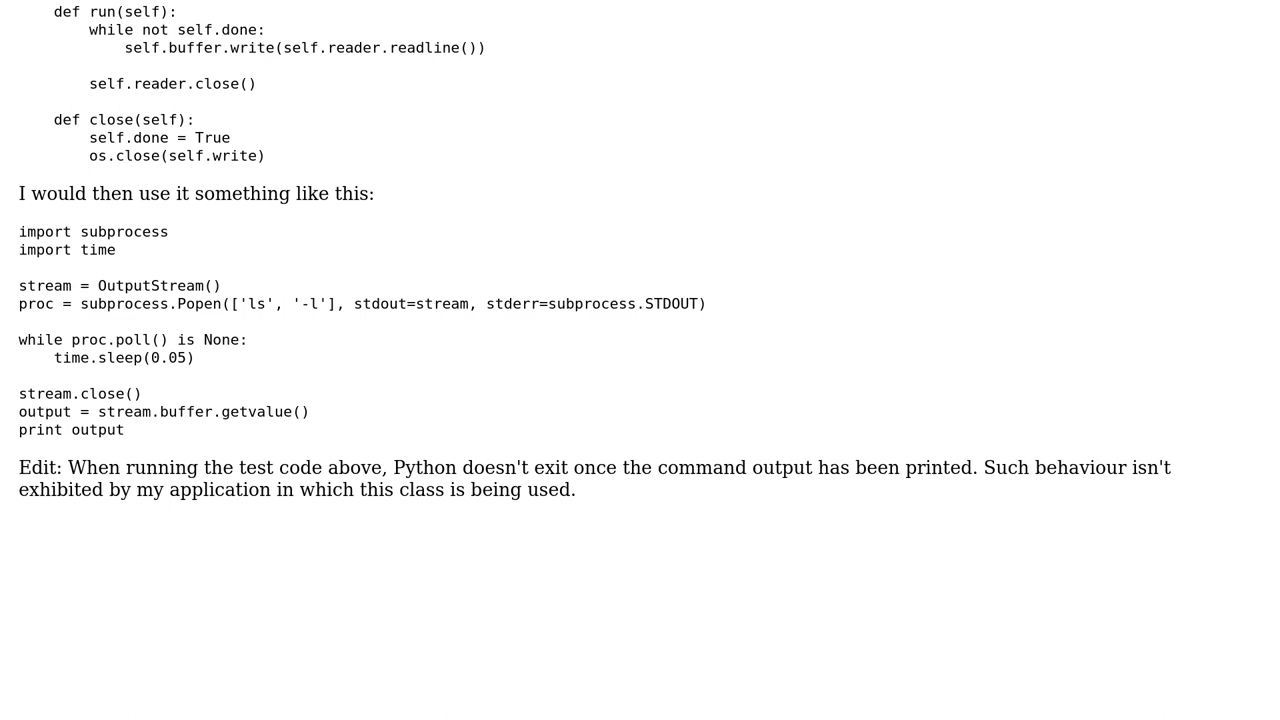 def run(self):
        while not self.done:
            self.buffer.write(self.reader.readline())

        self.reader.close()

    def close(self):
        self.done = True
        os.close(self.write)

I would then use it something like this:

import subprocess
import time

stream = OutputStream()
proc = subprocess.Popen(['ls', '-l'], stdout=stream, stderr=subprocess.STDOUT)

while proc.poll() is None:
    time.sleep(0.05)

stream.close()
output = stream.buffer.getvalue()
print output

Edit: When running the test code above, Python doesn't exit once the command output has been printed. Such behaviour isn't
exhibited by my application in which this class is being used.